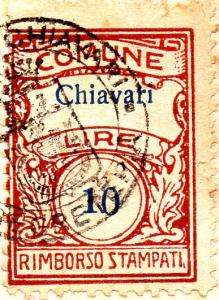 COMUNE
Chiavari
LIRE
10
RIMBORSO STAMPATI